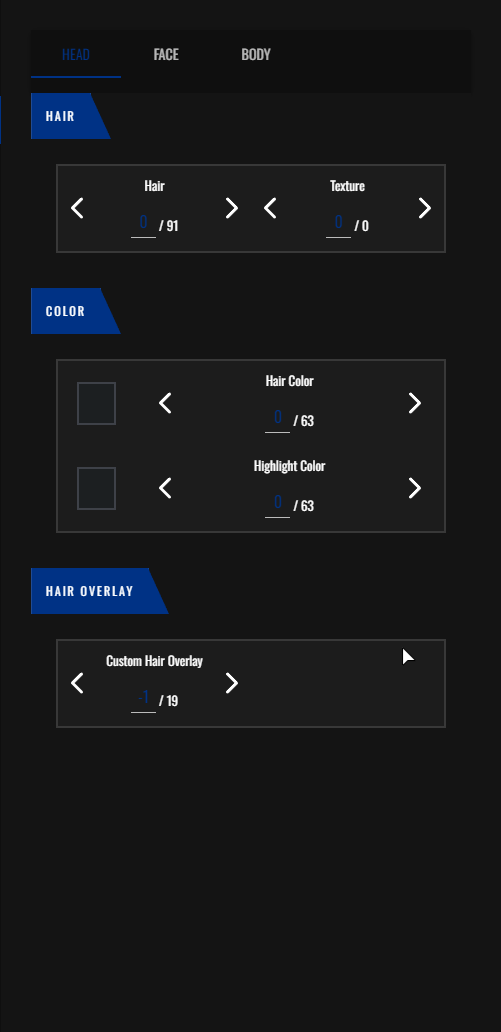 HEAD FACE BODY
HAIR
Hair Texture
0 / 91 0 / 0
COLOR
Hair Color
0 / 63
Highlight Color
0 / 63
HAIR OVERLAY
Custom Hair Overlay
-1 / 19